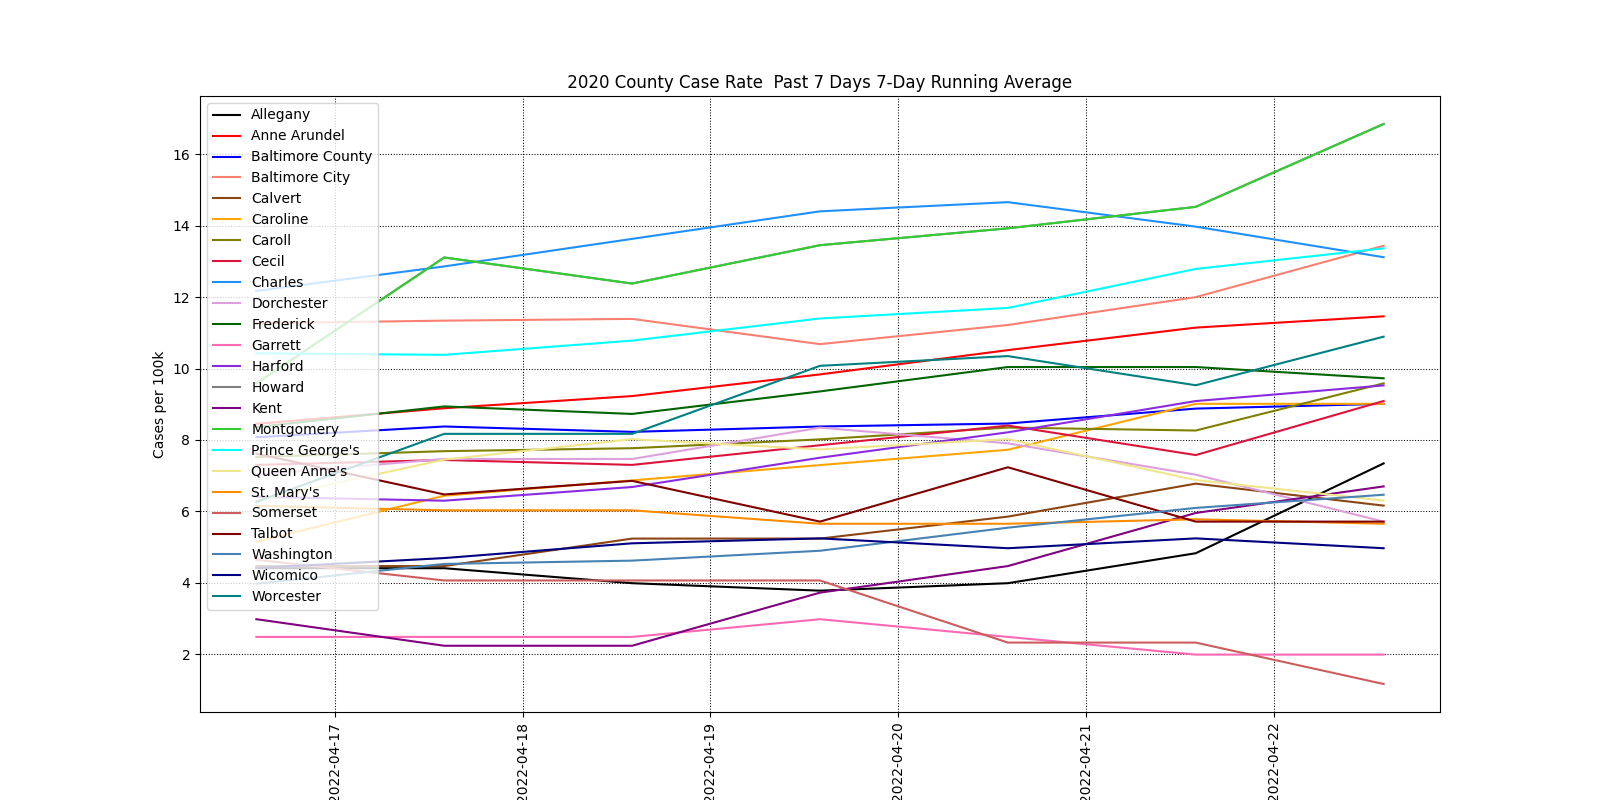 2020 County Case Rate  Past 7 Days 7-Day Running Average
Cases per 100k
16
14
12
10
8
6
4
2
Allegany
Anne Arundel
Baltimore County
Baltimore City
Calvert
Caroline
Caroll
Cecil
Charles
Dorchester
Frederick
Garrett
Harford
Howard
Kent
Montgomery
Prince George's
Queen Anne's
St. Mary's
Somerset
Talbot
Washington
Wicomico
Worcester
2022-04-17
2022-04-18
2022-04-19
2022-04-20
2022-04-21
2022-04-22